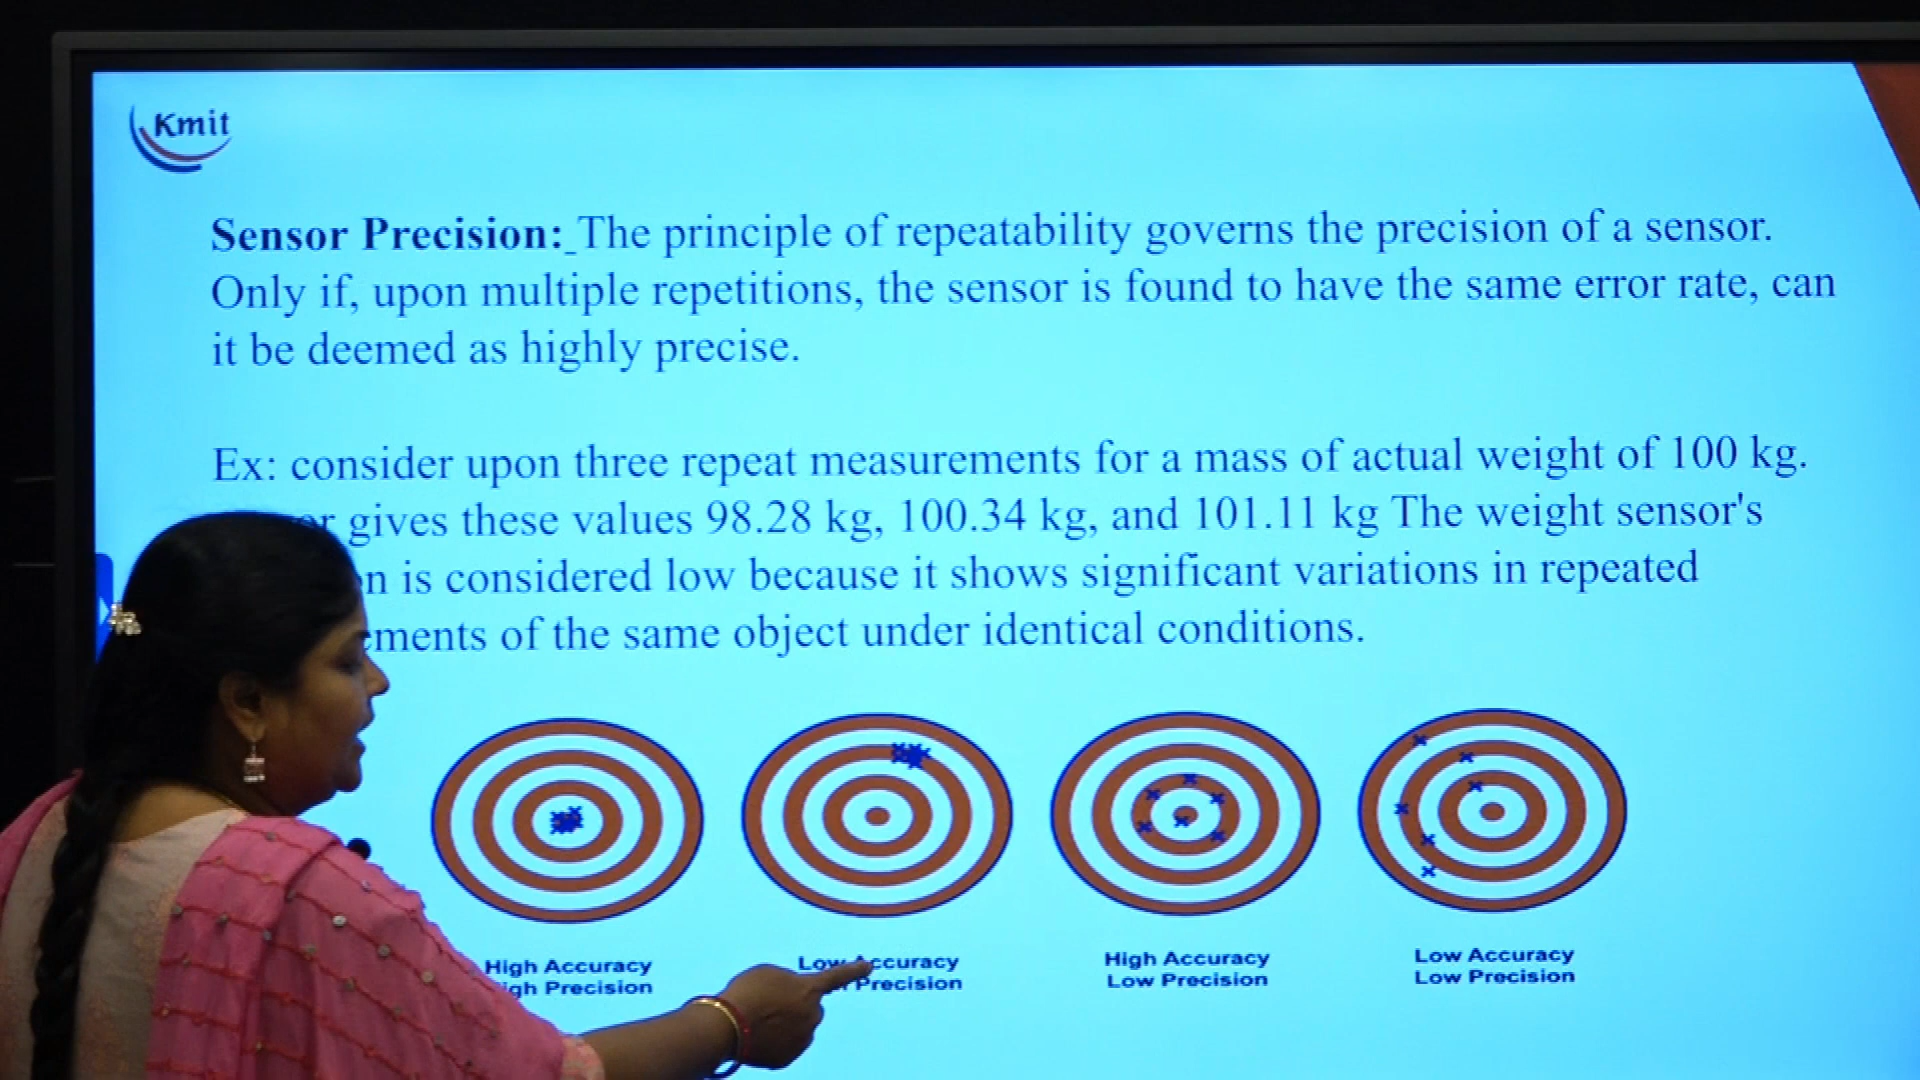 Kmit
Sensor Precision: The principle of repeatability governs the precision of a sensor.
Only if, upon multiple repetitions, the sensor is found to have the same error rate, can
it be deemed as highly precise.
Ex: consider upon three repeat measurements for a mass of actual weight of 100 kg.
gives these values 98.28 kg, 100.34 kg, and 101.11 kg The weight sensor's
is considered low because it shows significant variations in repeated
of the same object under identical conditions.
High Accuracy
Precision
Low Accuracy
Precision
High Accuracy
Low Precision
Low Accuracy
Low Precision